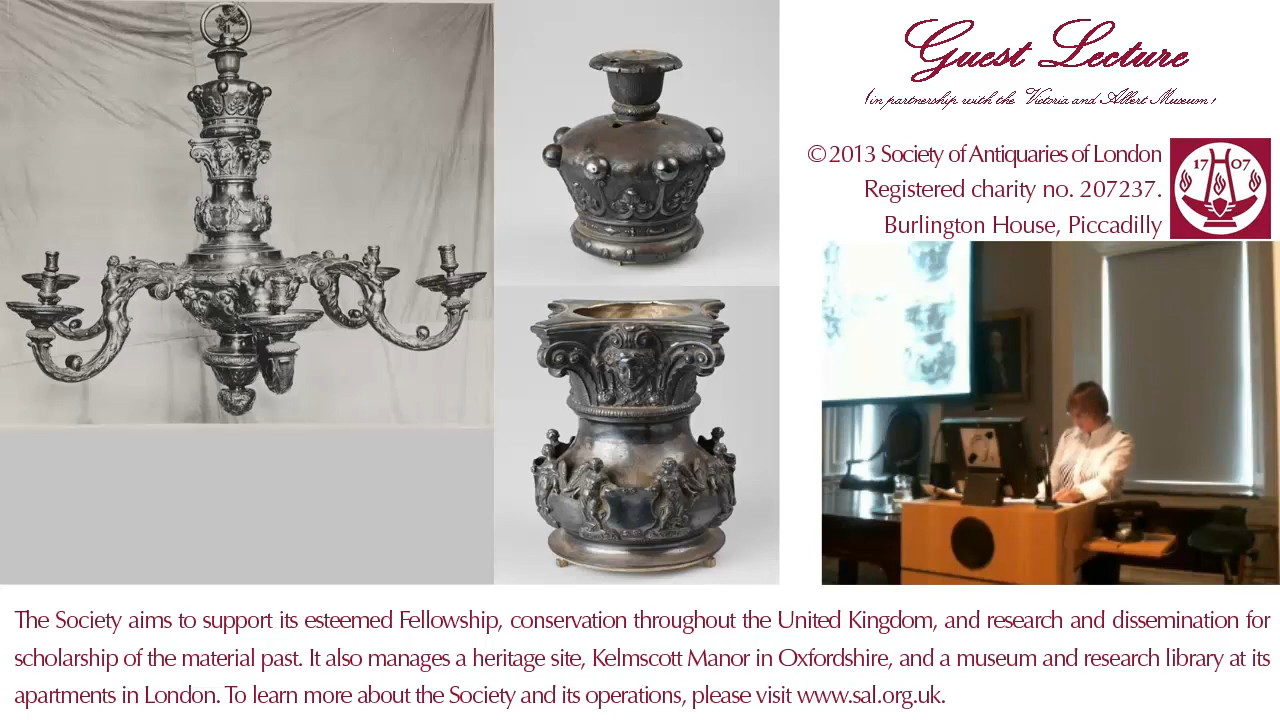 Guest Lecture
(in partnership with the Victoria and Albert Museum)
© 2013 Society of Antiquaries of London
Registered charity no. 207237.
Burlington House, Piccadilly
17 07
The Society aims to support its esteemed Fellowship, conservation throughout the United Kingdom, and research and dissemination for
scholarship of the material past. It also manages a heritage site, Kelmscott Manor in Oxfordshire, and a museum and research library at its
apartments in London. To learn more about the Society and its operations, please visit www.sal.org.uk.